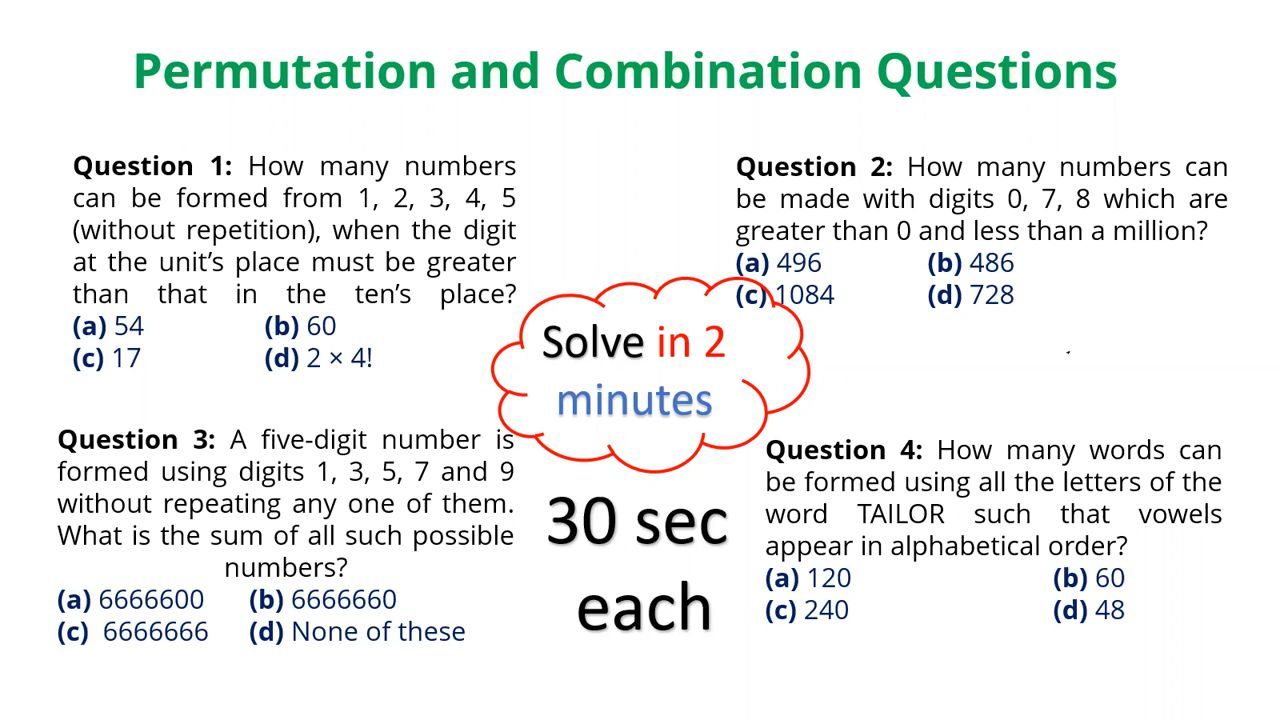 Permutation and Combination Questions
Question 1: How many numbers
can be formed from 1, 2, 3, 4, 5
(without repetition), when the digit
at the unit's place must be greater
than that in the ten's place?
(a) 54 (b) 60
(c) 17 (d) 2 × 4!
Question 2: How many numbers can
be made with digits 0, 7, 8 which are
greater than 0 and less than a million?
(a) 496 (b) 486
(c) 1084 (d) 728
Solve in 2
minutes
30 sec
each
Question 3: A five-digit number is
formed using digits 1, 3, 5, 7 and 9
without repeating any one of them.
What is the sum of all such possible
numbers?
(a) 6666600 (b) 6666660
(c) 6666666 (d) None of these
Question 4: How many words can
be formed using all the letters of the
word TAILOR such that vowels
appear in alphabetical order?
(a) 120 (b) 60
(c) 240 (d) 48